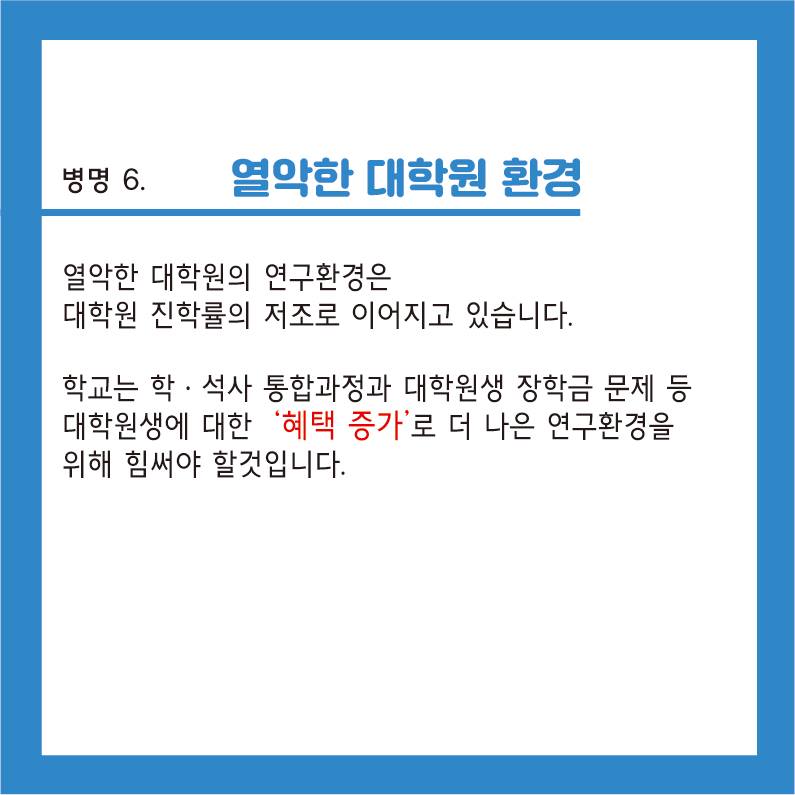 병명 6. 열악한 대학원 환경
열악한 대학원의 연구환경은
대학원 진학률의 저조로 이어지고 있습니다.
학교는 학·석사 통합과정과 대학원생 장학금 문제 등
대학원생에 대한 ‘혜택 증가’로 더 나은 연구환경을
위해 힘써야 할것입니다.